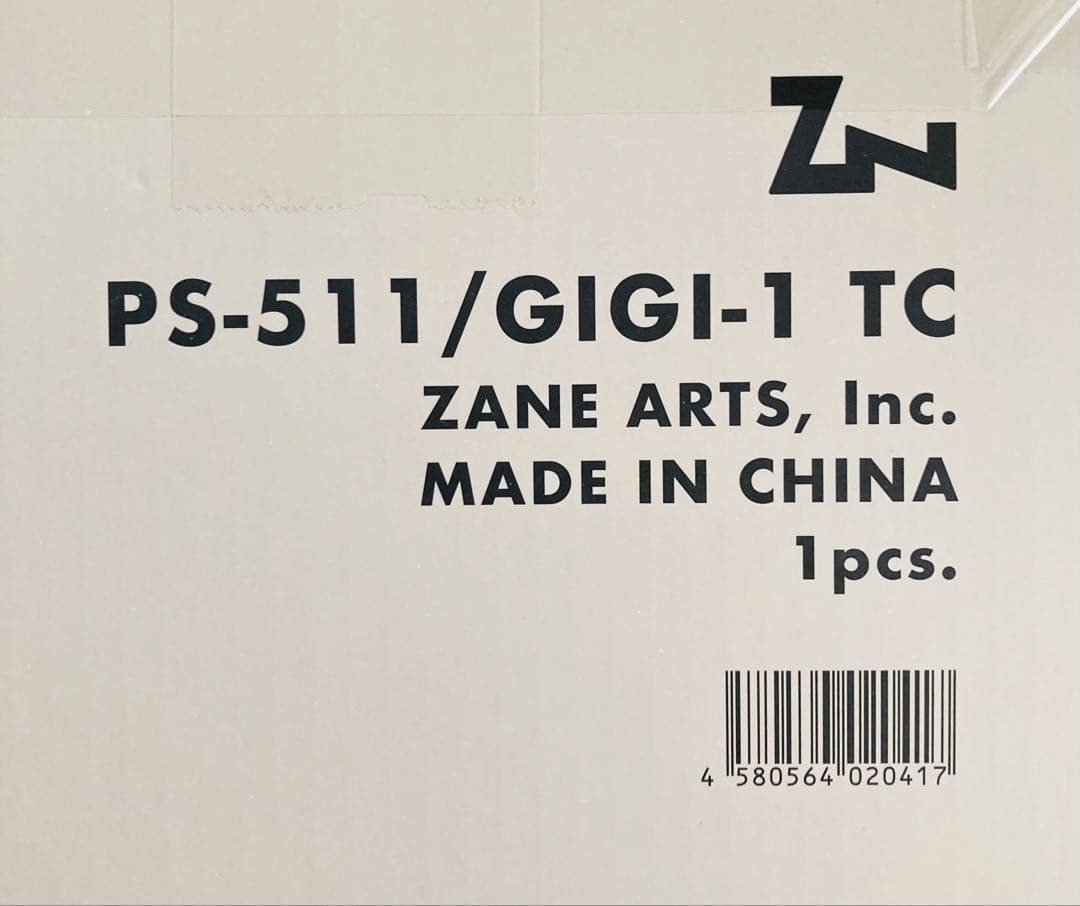 ZN
PS-511/GIGI-1 TC
ZANE ARTS, Inc.
MADE IN CHINA
1pcs.
4 580564 020417